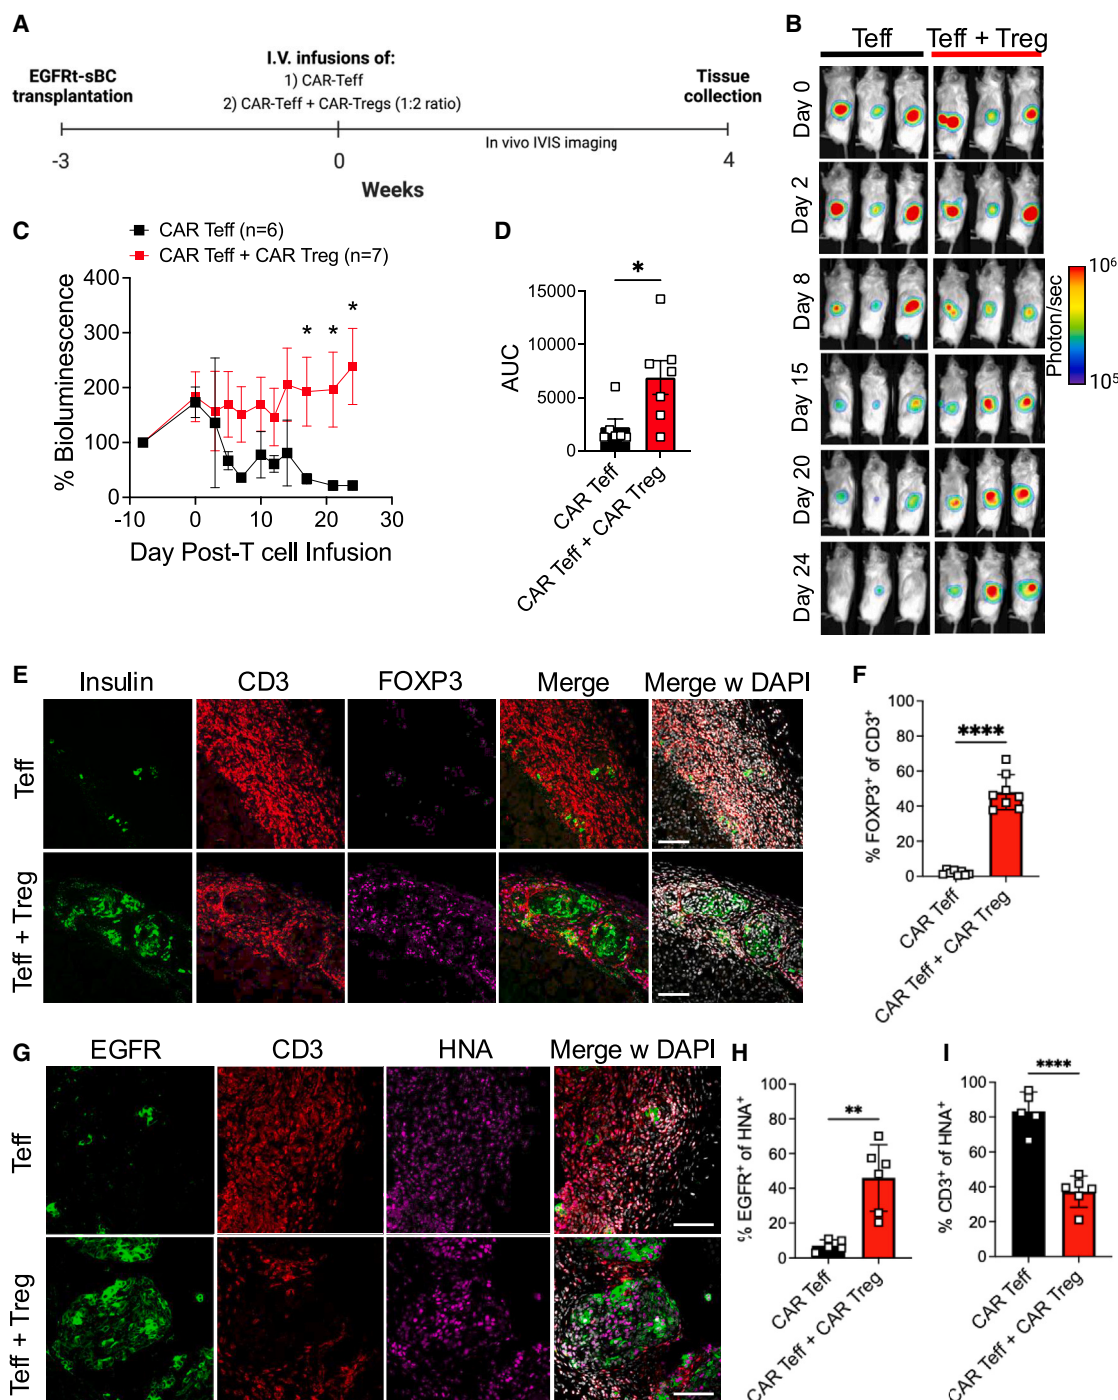 A
EGFRt-sBC
transplantation
I.V. infusions of:
1) CAR-Teff
2) CAR-Teff + CAR-Tregs (1:2 ratio)
Tissue
collection
In vivo IVIS imaging
-3
0
4
Weeks
B
Teff
Teff + Treg
Day 0
Day 2
Day 8
Day 15
Day 20
Day 24
10⁶
Photon/sec
10⁵
C
CAR Teff (n=6)
CAR Teff + CAR Treg (n=7)
% Bioluminescence
400
300
200
100
0
* * *
-10 0 10 20 30
Day Post-T cell Infusion
D
*
AUC
15000
10000
5000
0
CAR Teff
CAR Teff + CAR Treg
E
Insulin CD3 FOXP3 Merge Merge w DAPI
Teff
Teff + Treg
F
****
% FOXP3⁺ of CD3⁺
100
80
60
40
20
0
CAR Teff
CAR Teff + CAR Treg
G
EGFR CD3 HNA Merge w DAPI
Teff
Teff + Treg
H
**
% EGFR⁺ of HNA⁺
100
80
60
40
20
0
CAR Teff
CAR Teff + CAR Treg
I
****
% CD3⁺ of HNA⁺
100
80
60
40
20
0
CAR Teff
CAR Teff + CAR Treg